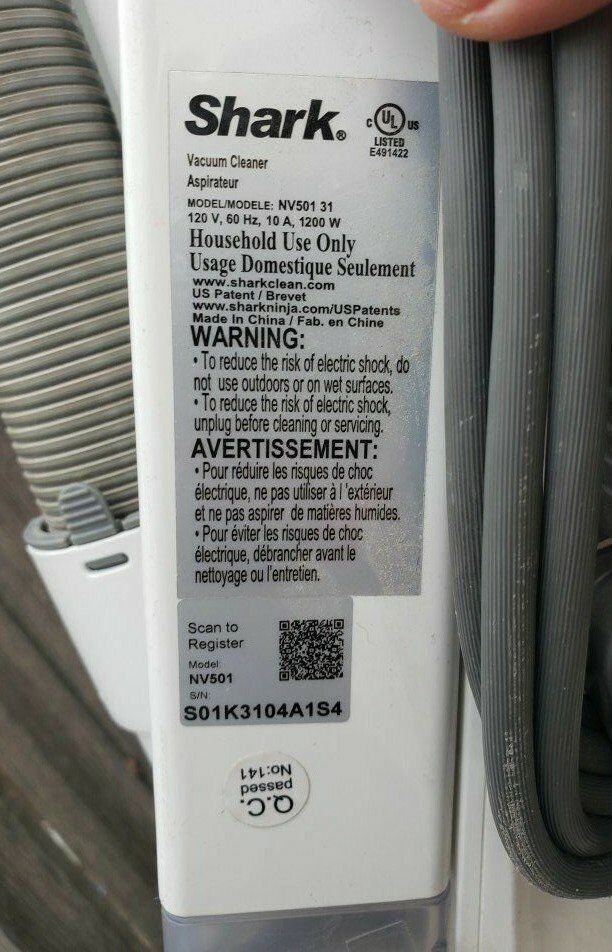 Shark®
C UL US
LISTED
E491422
Vacuum Cleaner
Aspirateur
MODEL/MODELE: NV501 31
120 V, 60 Hz, 10 A, 1200 W
Household Use Only
Usage Domestique Seulement
www.sharkclean.com
US Patent / Brevet
www.sharkninja.com/USPatents
Made In China / Fab. en Chine
WARNING:
• To reduce the risk of electric shock, do
not use outdoors or on wet surfaces.
• To reduce the risk of electric shock,
unplug before cleaning or servicing.
AVERTISSEMENT:
• Pour réduire les risques de choc
électrique, ne pas utiliser à l'extérieur
et ne pas aspirer de matières humides.
• Pour éviter les risques de choc
électrique, débrancher avant le
nettoyage ou l'entretien.
Scan to
Register
Model:
NV501
S/N:
S01K3104A1S4
Q.C.
passed
No:141